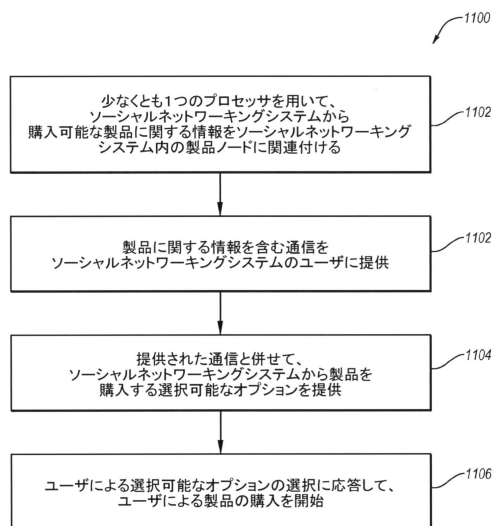 1100
少なくとも1つのプロセッサを用いて、
ソーシャルネットワーキングシステムから
購入可能な製品に関する情報をソーシャルネットワーキング
システム内の製品ノードに関連付ける
1102
製品に関する情報を含む通信を
ソーシャルネットワーキングシステムのユーザに提供
1102
提供された通信と併せて、
ソーシャルネットワーキングシステムから製品を
購入する選択可能なオプションを提供
1104
ユーザによる選択可能なオプションの選択に応答して、
ユーザによる製品の購入を開始
1106